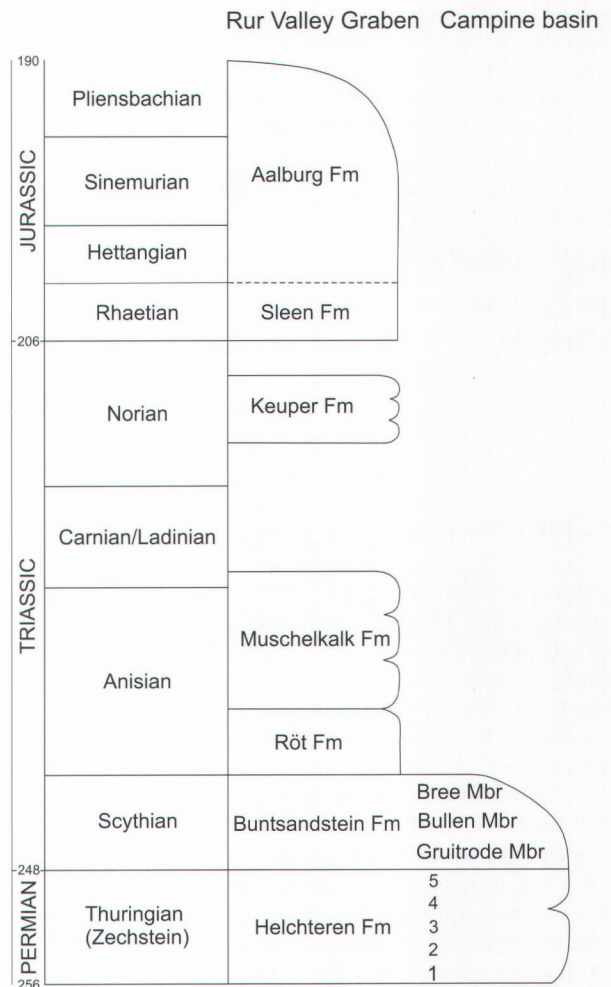 Rur Valley Graben Campine basin
190
JURASSIC
Pliensbachian
Sinemurian
Aalburg Fm
Hettangian
Rhaetian
Sleen Fm
206
TRIASSIC
Norian
Keuper Fm
Carnian/Ladinian
Muschelkalk Fm
Anisian
Röt Fm
Scythian
Buntsandstein Fm
Bree Mbr
Bullen Mbr
Gruitrode Mbr
248
PERMIAN
Thuringian
(Zechstein)
Helchteren Fm
5
4
3
2
1
256